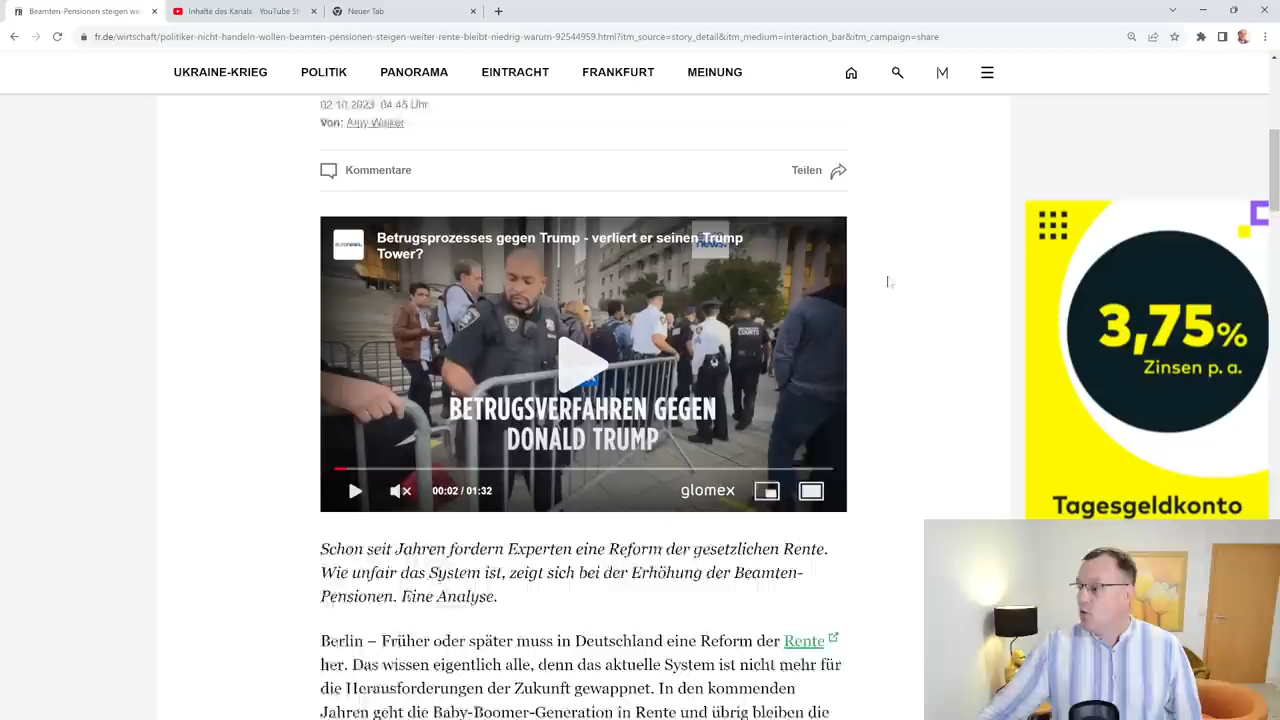 Beamten-Pensionen steigen we
Inhalte des Kanals - YouTube St
Neuer Tab
fr.de/wirtschaft/politiker-nicht-handeln-wollen-beamten-pensionen-steigen-weiter-rente-bleibt-niedrig-warum-92544959.html?itm_source=story_detail&itm_medium=interaction_bar&itm_campaign=share
UKRAINE-KRIEG POLITIK PANORAMA EINTRACHT FRANKFURT MEINUNG
02.10.2023 04:45 Uhr
Von: Amy Walker
Kommentare
Teilen
euronews.
Betrugsprozesses gegen Trump - verliert er seinen Trump
Tower?
news.
COURTS
BETRUGSVERFAHREN GEGEN
DONALD TRUMP
00:02 / 01:32
glomex
Schon seit Jahren fordern Experten eine Reform der gesetzlichen Rente.
Wie unfair das System ist, zeigt sich bei der Erhöhung der Beamten-
Pensionen. Eine Analyse.
Berlin – Früher oder später muss in Deutschland eine Reform der Rente
her. Das wissen eigentlich alle, denn das aktuelle System ist nicht mehr für
die Herausforderungen der Zukunft gewappnet. In den kommenden
Jahren geht die Baby-Boomer-Generation in Rente und übrig bleiben die
3,75%
Zinsen p. a.
Tagesgeldkonto